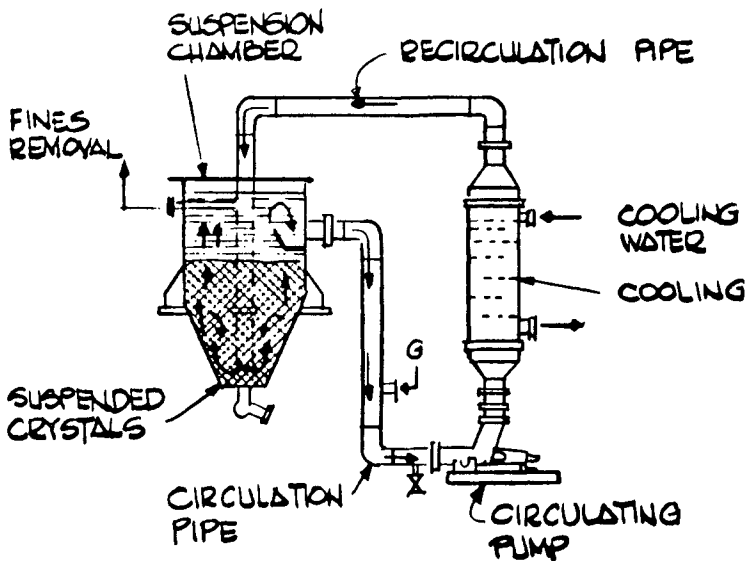 SUSPENSION
CHAMBER
RECIRCULATION PIPE
FINES
REMOVAL
COOLING
WATER
COOLING
G
SUSPENDED
CRYSTALS
CIRCULATION
PIPE
CIRCULATING
PUMP